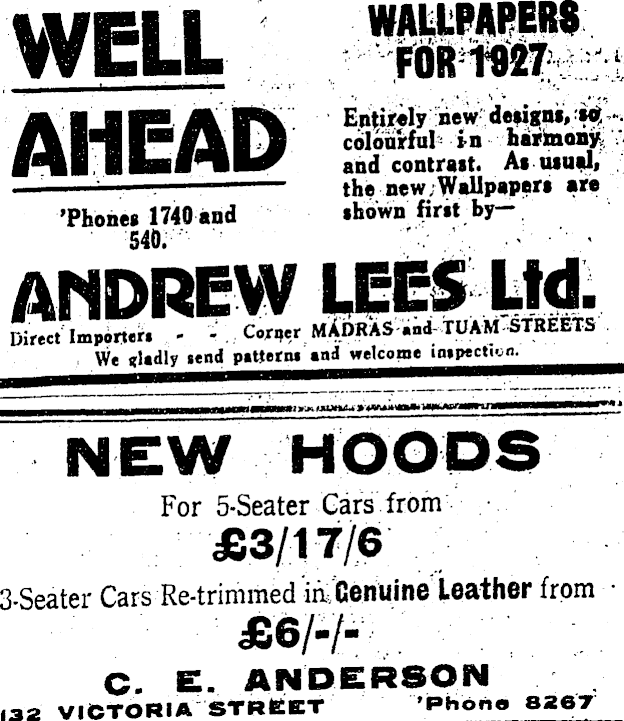 WELL
AHEAD
'Phones 1740 and
540.
WALLPAPERS
FOR 1927
Entirely new designs, so
colourful in harmony
and contrast. As usual,
the new Wallpapers are
shown first by—
ANDREW LEES Ltd.
Direct Importers - - Corner MADRAS and TUAM STREETS
We gladly send patterns and welcome inspection.
NEW HOODS
For 5-Seater Cars from
£3/17/6
3-Seater Cars Re-trimmed in Genuine Leather from
£6/-/-
C. E. ANDERSON
132 VICTORIA STREET 'Phone 8267